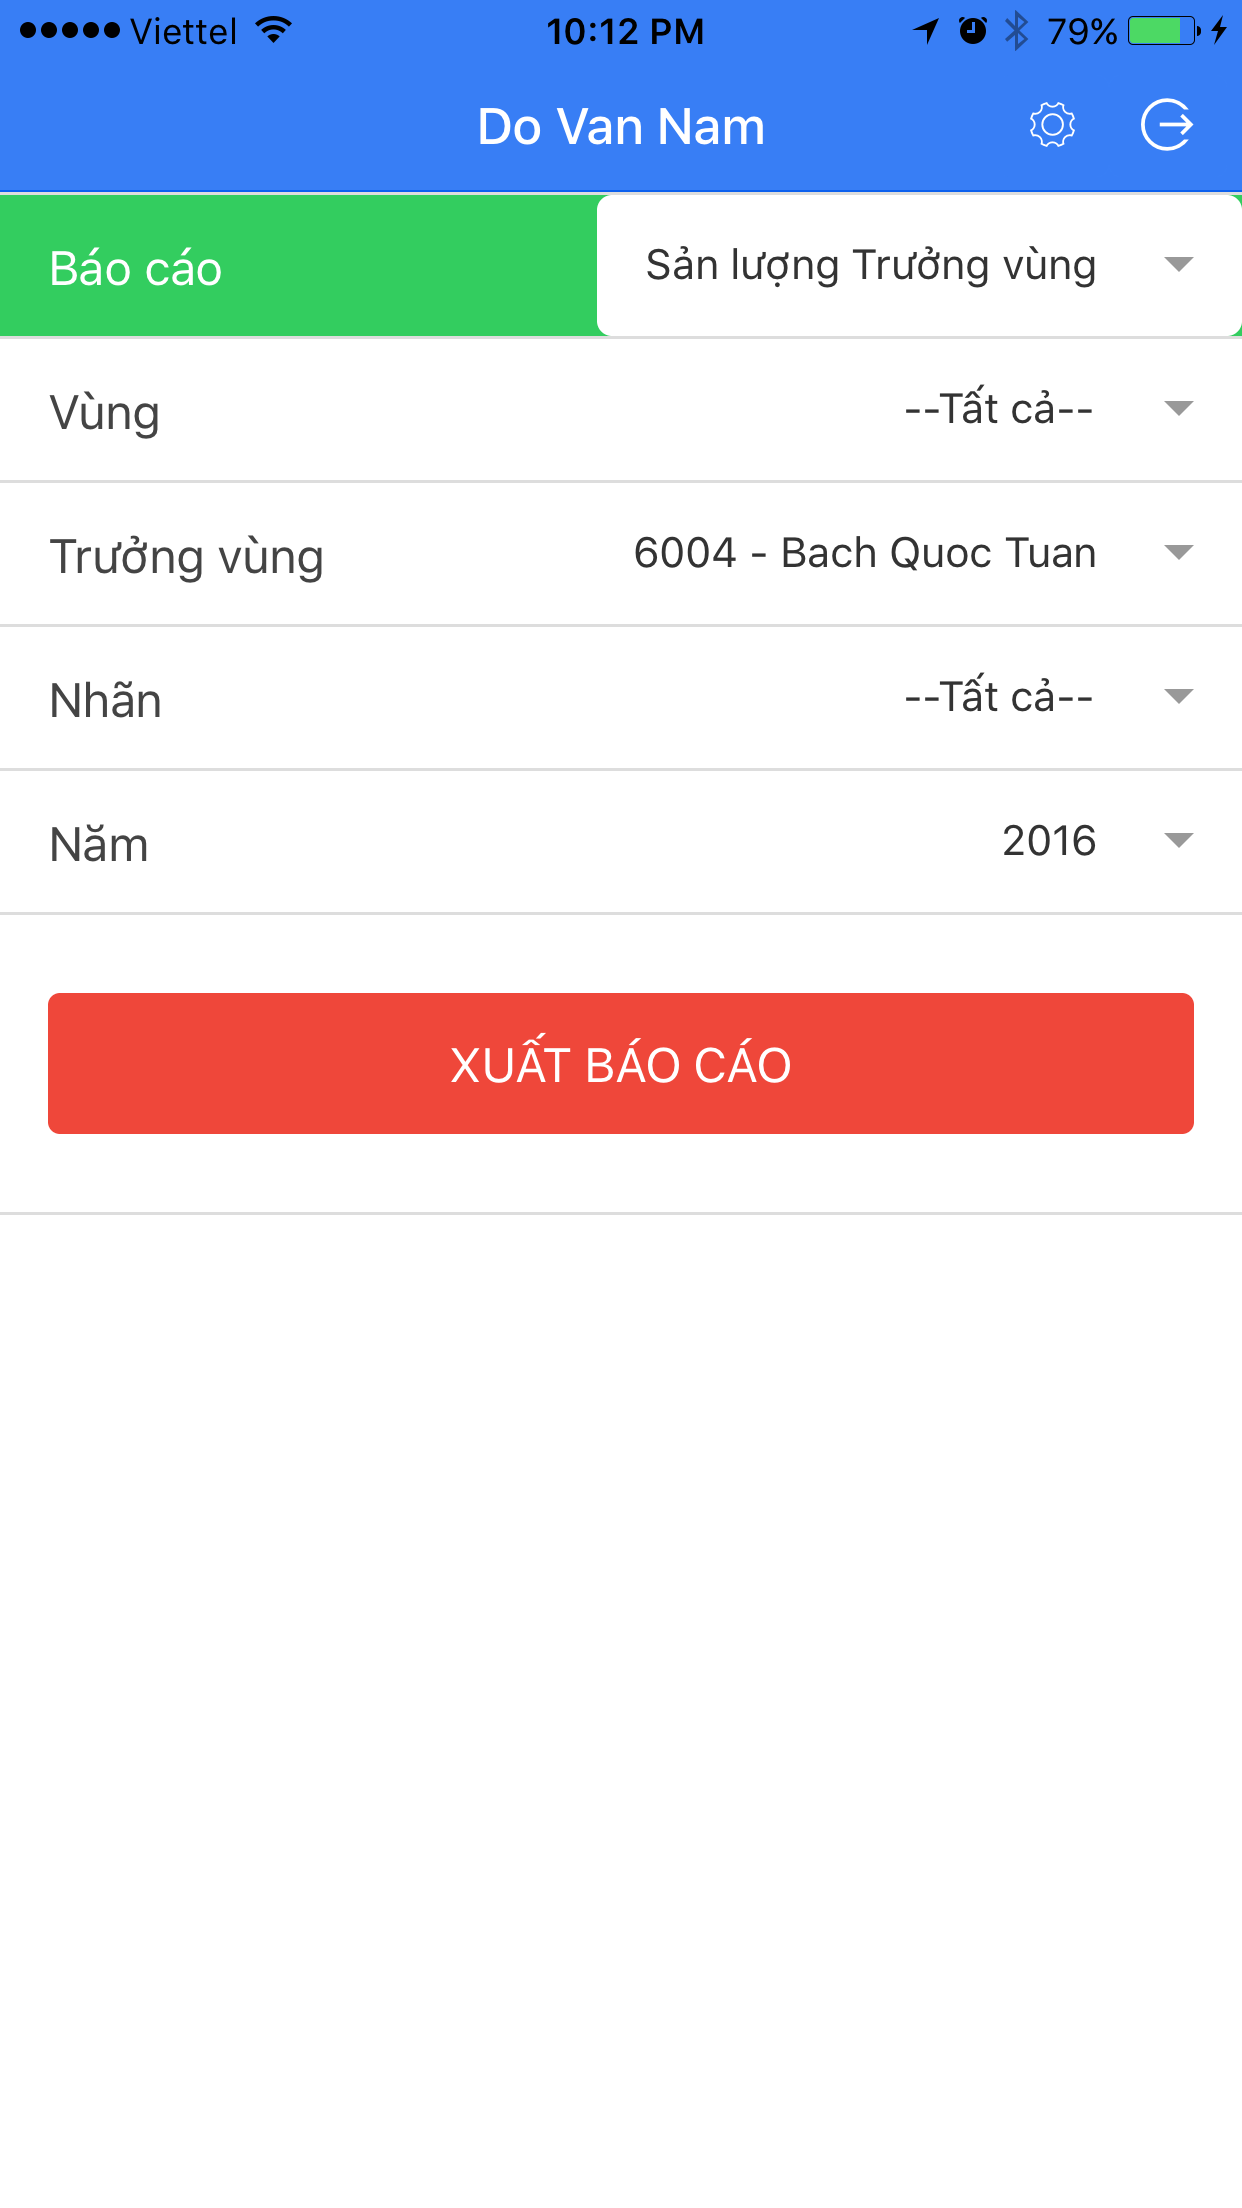 Viettel 10:12 PM 79%
Do Van Nam
Báo cáo Sản lượng Trưởng vùng
Vùng --Tất cả--
Trưởng vùng 6004 - Bach Quoc Tuan
Nhãn --Tất cả--
Năm 2016
XUẤT BÁO CÁO